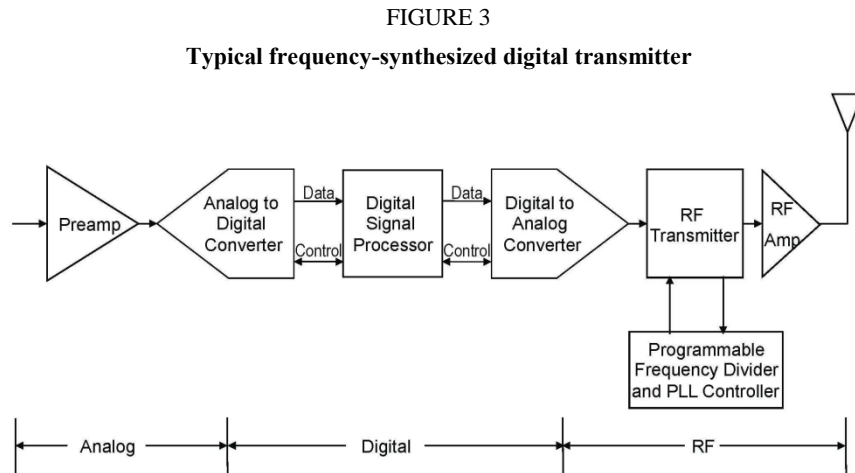 FIGURE 3
Typical frequency-synthesized digital transmitter
Preamp
Analog to
Digital
Converter
Data
Control
Digital
Signal
Processor
Data
Control
Digital to
Analog
Converter
RF
Transmitter
RF
Amp
Programmable
Frequency Divider
and PLL Controller
Analog
Digital
RF